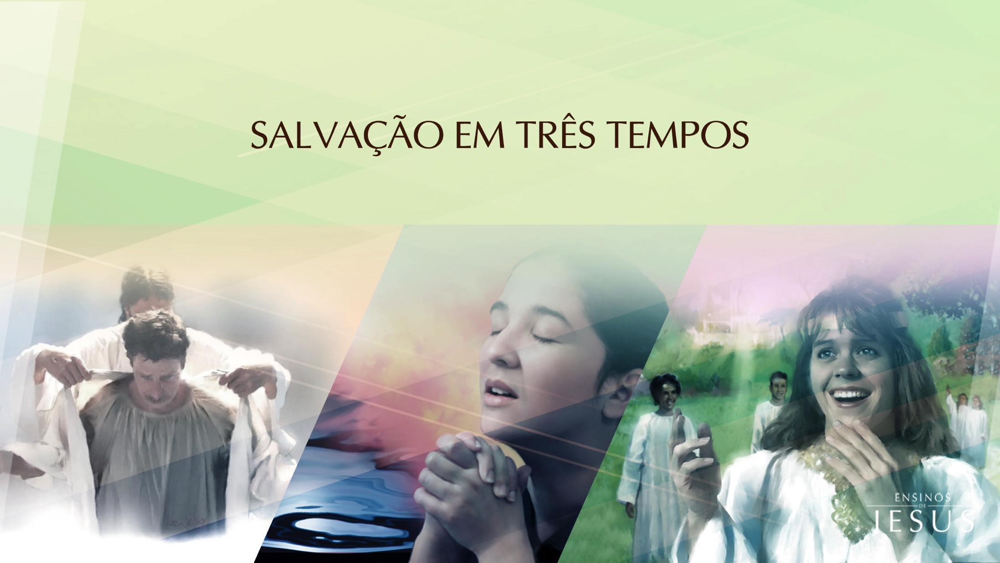 SALVAÇÃO EM TRÊS TEMPOS
ENSINOS
DE
JESUS